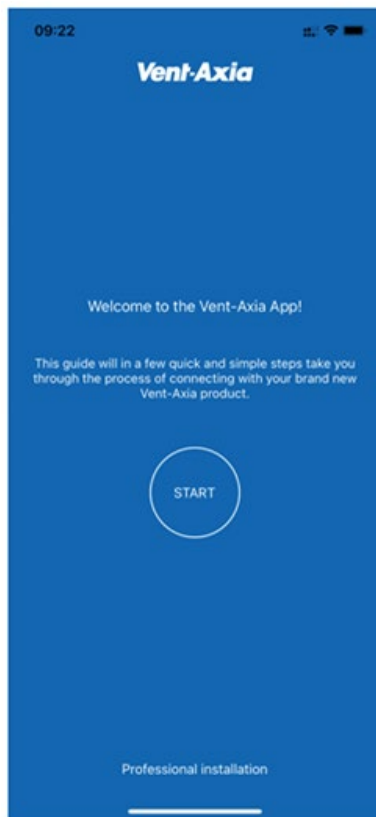 09:22
Vent-Axia
Welcome to the Vent-Axia App!
This guide will in a few quick and simple steps take you
through the process of connecting with your brand new
Vent-Axia product.
START
Professional installation